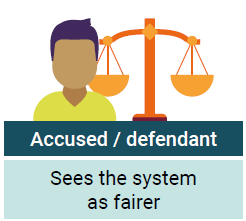 Accused / defendant
Sees the system
as fairer